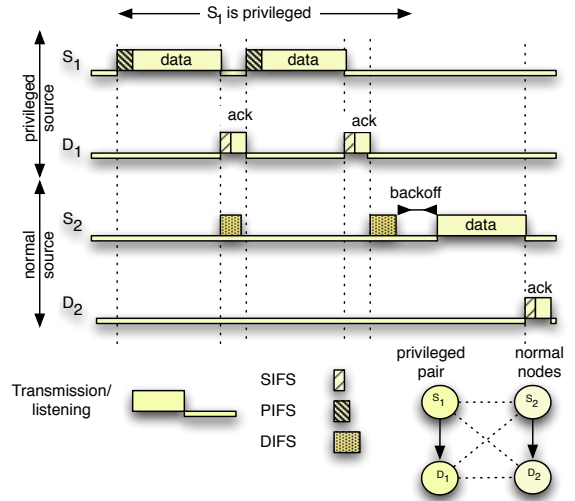 S1 is privileged
S1
data
data
privileged
source
ack
ack
D1
backoff
S2
data
normal
source
ack
D2
privileged
pair
normal
nodes
SIFS
Transmission/
listening
PIFS
DIFS
S1
S2
D1
D2